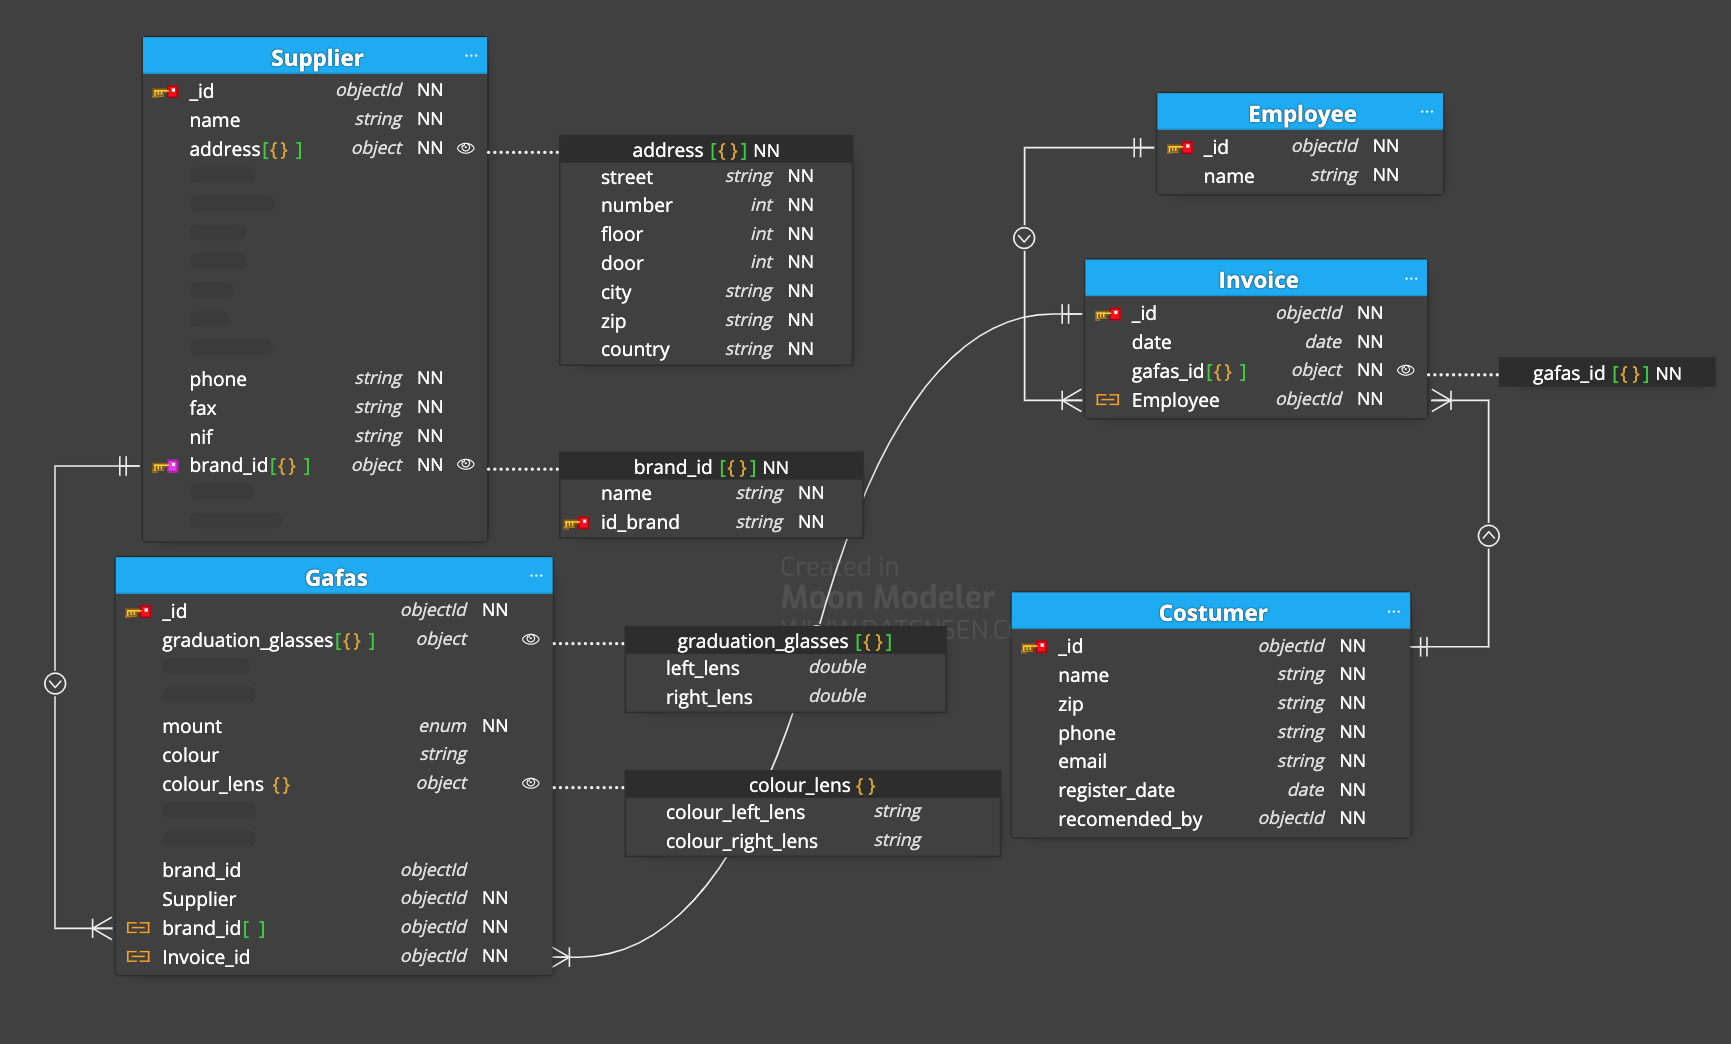 Supplier ...
_id objectId NN
name string NN
address[{} ] object NN
phone string NN
fax string NN
nif string NN
brand_id[{} ] object NN
address [{}] NN
street string NN
number int NN
floor int NN
door int NN
city string NN
zip string NN
country string NN
brand_id [{}] NN
name string NN
id_brand string NN
Employee ...
_id objectId NN
name string NN
Invoice ...
_id objectId NN
date date NN
gafas_id[{} ] object NN
Employee objectId NN
gafas_id [{}] NN
Gafas ...
_id objectId NN
graduation_glasses[{} ] object
mount enum NN
colour string
colour_lens {} object
brand_id objectId
Supplier objectId NN
brand_id[ ] objectId NN
Invoice_id objectId NN
Created in
Moon Modeler
graduation_glasses [{}]
left_lens double
right_lens double
colour_lens {}
colour_left_lens string
colour_right_lens string
Costumer ...
_id objectId NN
name string NN
zip string NN
phone string NN
email string NN
register_date date NN
recomended_by objectId NN